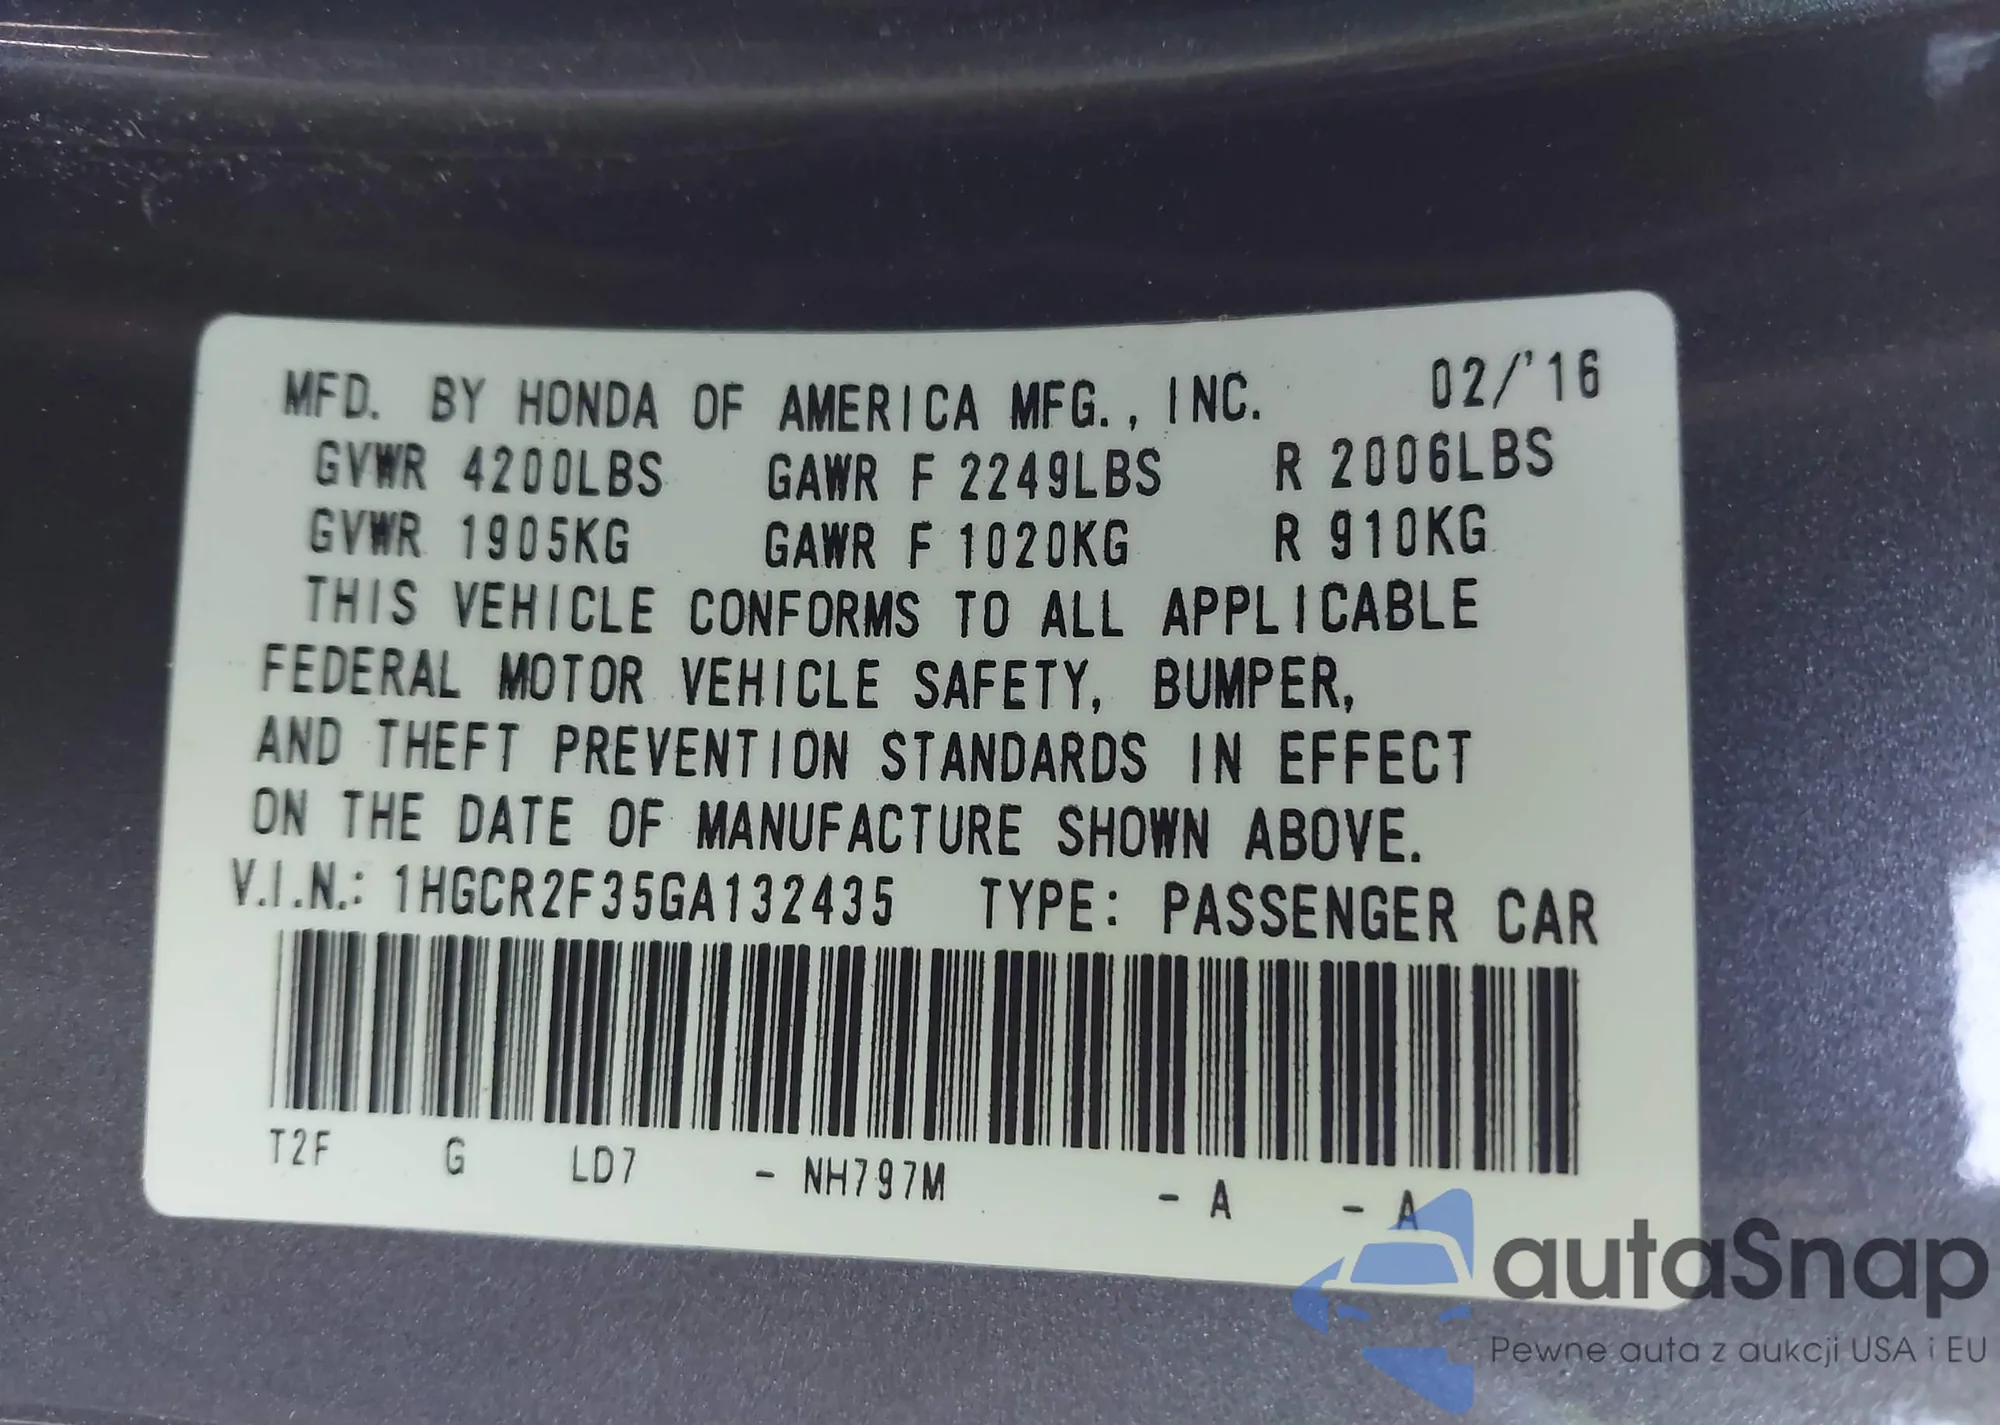 MFD. BY HONDA OF AMERICA MFG., INC. 02/'16
GVWR 4200LBS GAWR F 2249LBS R 2006LBS
GVWR 1905KG GAWR F 1020KG R 910KG
THIS VEHICLE CONFORMS TO ALL APPLICABLE
FEDERAL MOTOR VEHICLE SAFETY, BUMPER,
AND THEFT PREVENTION STANDARDS IN EFFECT
ON THE DATE OF MANUFACTURE SHOWN ABOVE.
V.I.N.: 1HGCR2F35GA132435 TYPE: PASSENGER CAR
T2F G LD7 - NH797M - A - A
autaSnap
Pewne auta z aukcji USA i EU